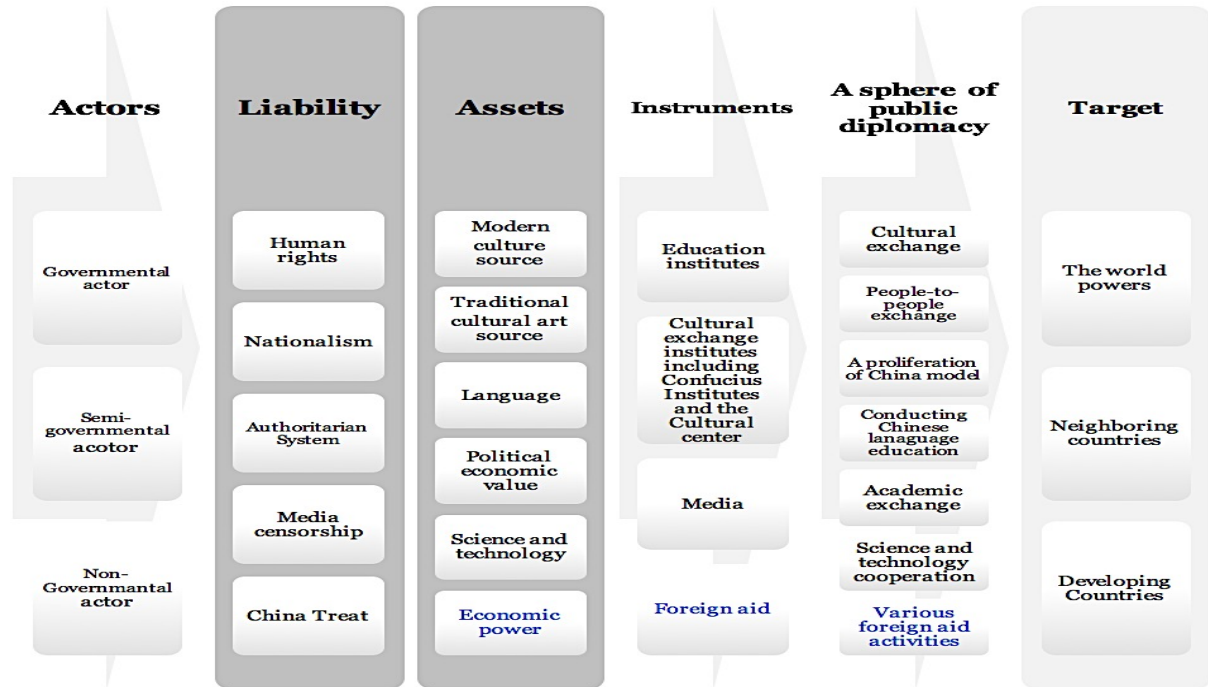 Actors
Governmental
actor
Semi-
governmental
acotor
Non-
Governmantal
actor
Liability
Human
rights
Nationalism
Authoritarian
System
Media
censorship
China Treat
Assets
Modern
culture
source
Traditional
cultural art
source
Language
Political
economic
value
Science and
technology
Economic
power
Instruments
Education
institutes
Cultural
exchange
institutes
including
Confucius
Institutes
and the
Cultural
center
Media
Foreign aid
A sphere of
public
diplomacy
Cultural
exchange
People-to-
people
exchange
A proliferation
of China model
Conducting
Chinese
lanaguage
education
Academic
exchange
Science and
technology
cooperation
Various
foreign aid
activities
Target
The world
powers
Neighboring
countries
Developing
Countries